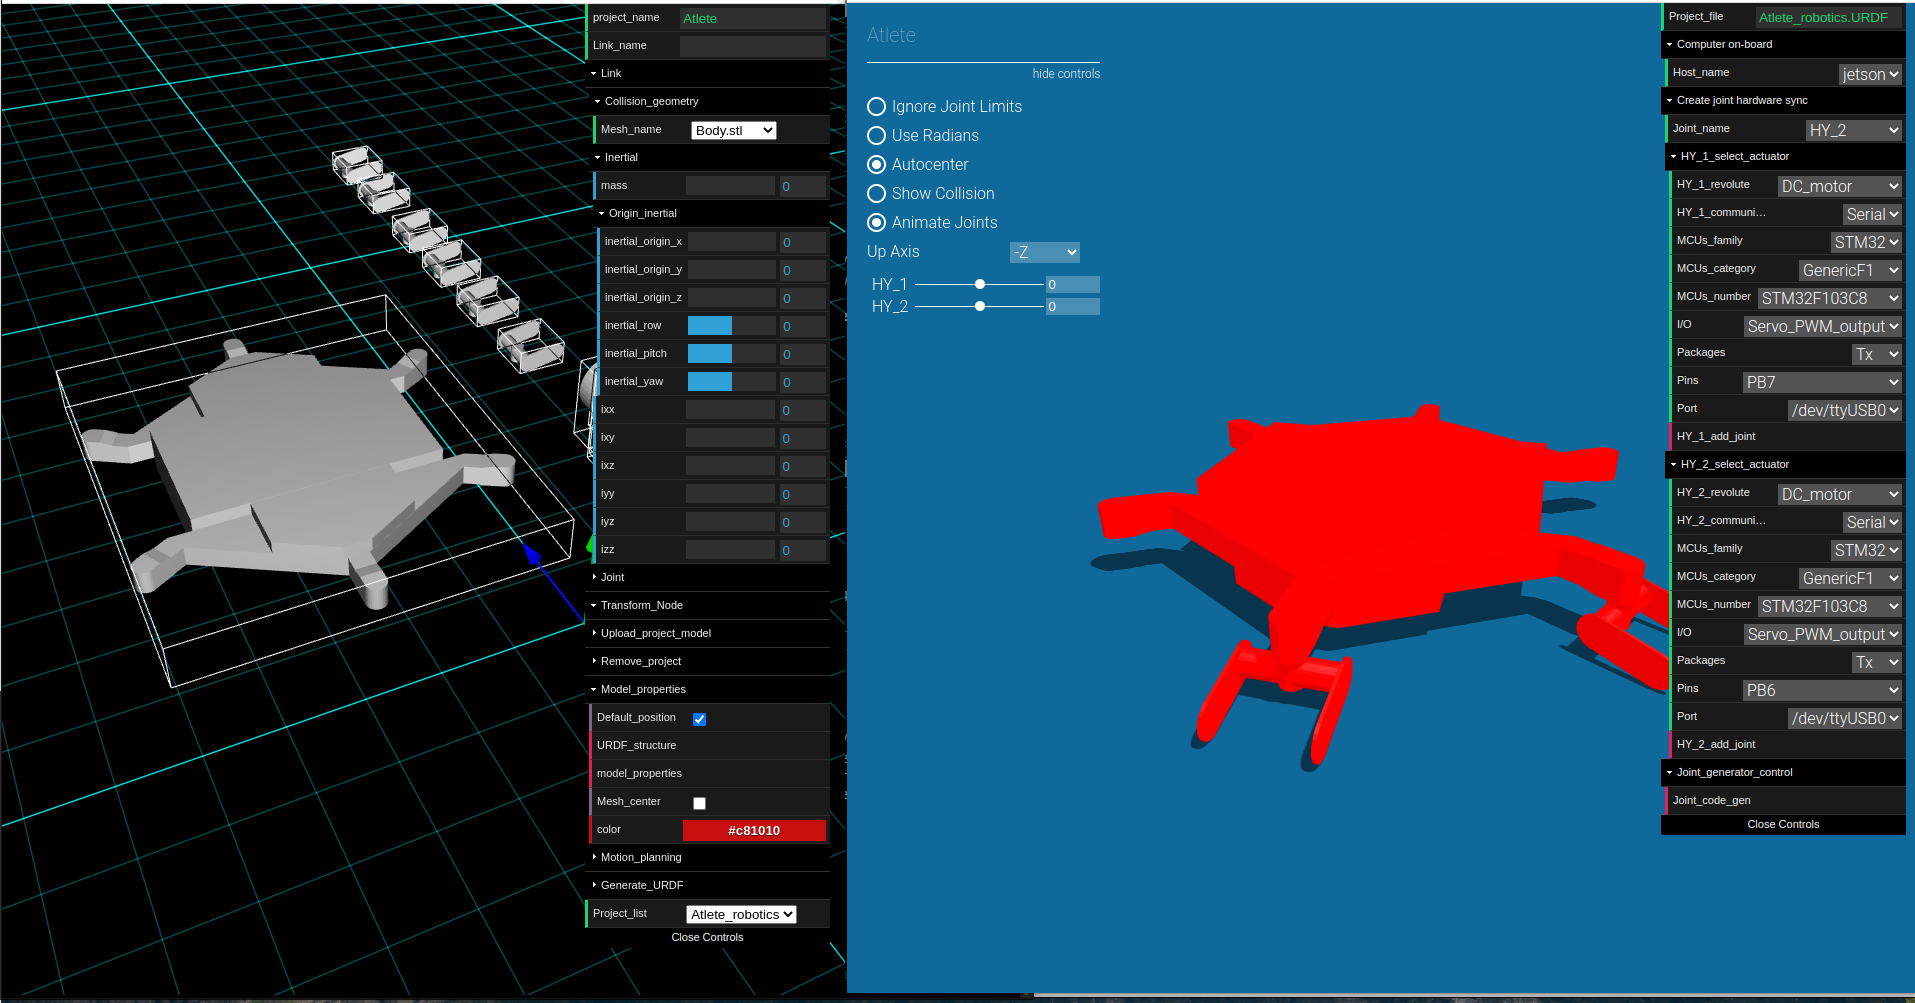 project_name Atlete
Link_name
Link
Collision_geometry
Mesh_name Body.stl
Inertial
mass 0
Origin_inertial
inertial_origin_x 0
inertial_origin_y 0
inertial_origin_z 0
inertial_row 0
inertial_pitch 0
inertial_yaw 0
ixx 0
ixy 0
ixz 0
iyy 0
iyz 0
izz 0
Joint
Transform_Node
Upload_project_model
Remove_project
Model_properties
Default_position
URDF_structure
model_properties
Mesh_center
color #c81010
Motion_planning
Generate_URDF
Project_list Atlete_robotics
Close Controls
Atlete
hide controls
Ignore Joint Limits
Use Radians
Autocenter
Show Collision
Animate Joints
Up Axis -Z
HY_1 0
HY_2 0
Project_file Atlete_robotics.URDF
Computer on-board
Host_name jetson
Create joint hardware sync
Joint_name HY_2
HY_1_select_actuator
HY_1_revolute DC_motor
HY_1_communi... Serial
MCUs_family STM32
MCUs_category GenericF1
MCUs_number STM32F103C8
I/O Servo_PWM_output
Packages Tx
Pins PB7
Port /dev/ttyUSB0
HY_1_add_joint
HY_2_select_actuator
HY_2_revolute DC_motor
HY_2_communi... Serial
MCUs_family STM32
MCUs_category GenericF1
MCUs_number STM32F103C8
I/O Servo_PWM_output
Packages Tx
Pins PB6
Port /dev/ttyUSB0
HY_2_add_joint
Joint_generator_control
Joint_code_gen
Close Controls